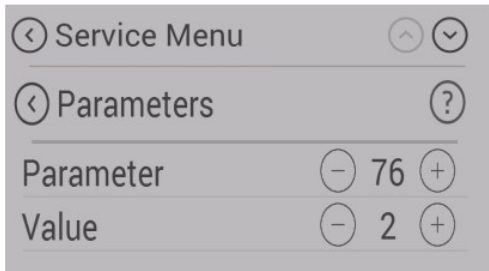 Service Menu
Parameters ?
Parameter - 76 +
Value - 2 +